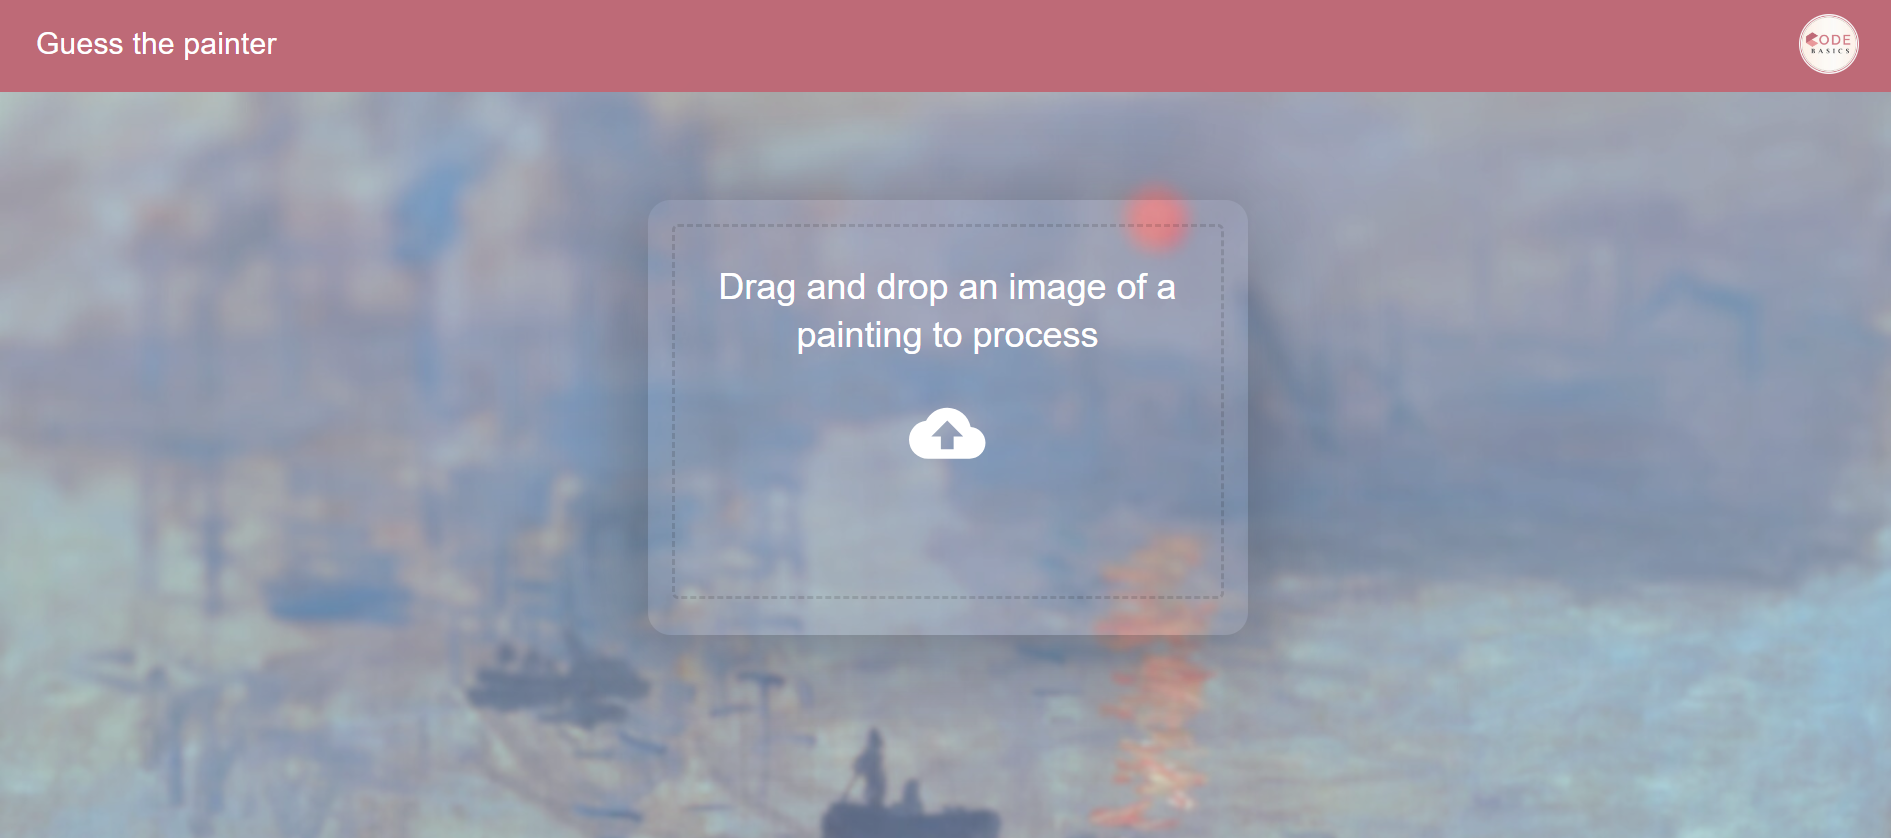 Guess the painter
CODE
BASICS
Drag and drop an image of a
painting to process